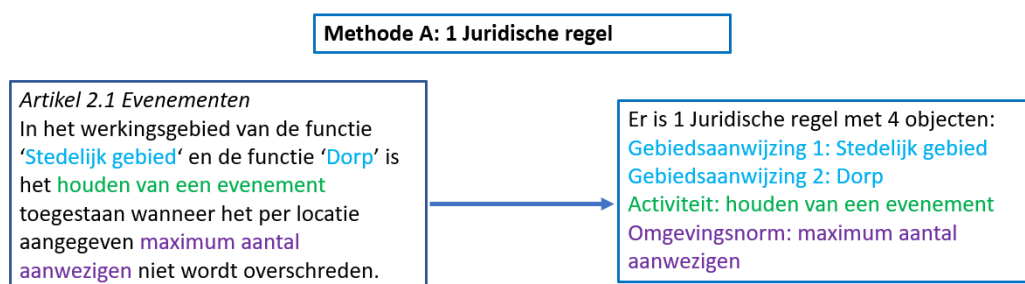 Methode A: 1 Juridische regel
Artikel 2.1 Evenementen
In het werkingsgebied van de functie
‘Stedelijk gebied‘ en de functie ‘Dorp’ is
het houden van een evenement
toegestaan wanneer het per locatie
aangegeven maximum aantal
aanwezigen niet wordt overschreden.
Er is 1 Juridische regel met 4 objecten:
Gebiedsaanwijzing 1: Stedelijk gebied
Gebiedsaanwijzing 2: Dorp
Activiteit: houden van een evenement
Omgevingsnorm: maximum aantal
aanwezigen